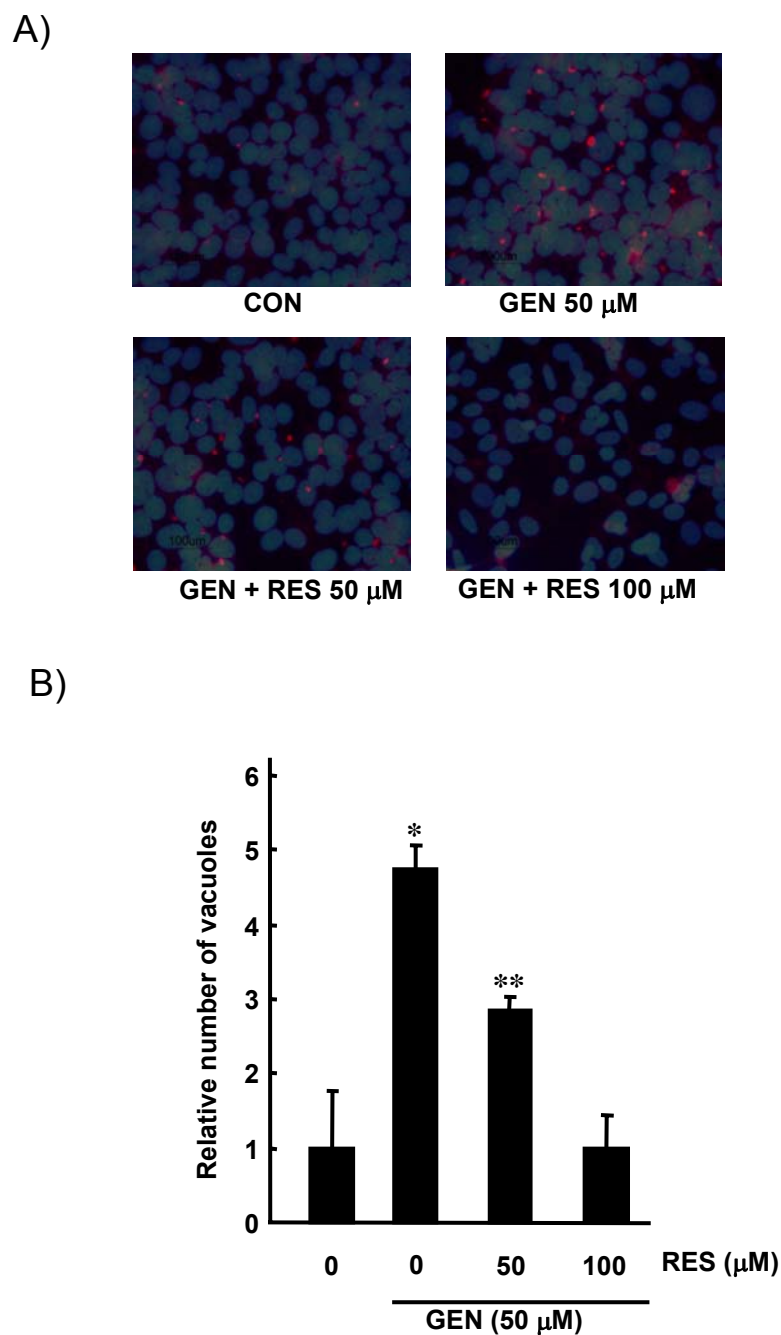 A)
CON
GEN 50 μM
100um
GEN + RES 50 μM
GEN + RES 100 μM
B)
Relative number of vacuoles
6
5
4
3
2
1
0
*
**
0 0 50 100 RES (μM)
GEN (50 μM)